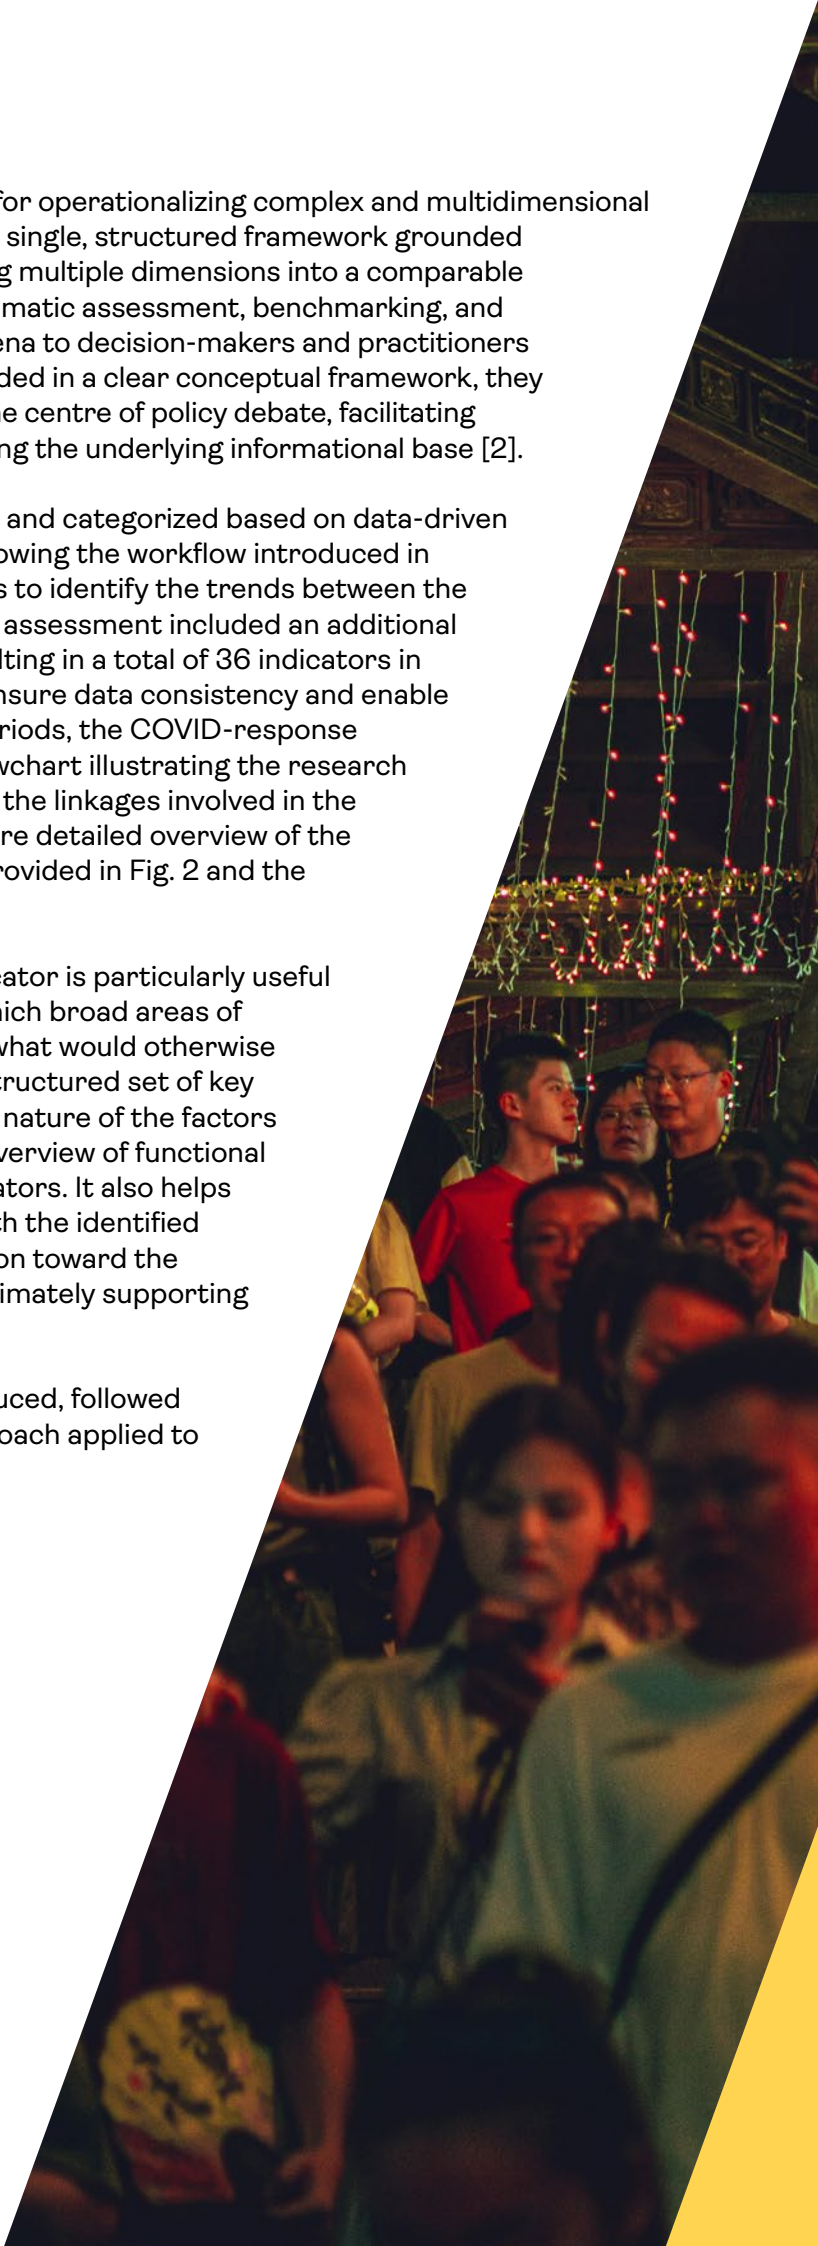 for operationalizing complex and multidimensional
single, structured framework grounded
g multiple dimensions into a comparable
matic assessment, benchmarking, and
ena to decision-makers and practitioners
ded in a clear conceptual framework, they
e centre of policy debate, facilitating
ng the underlying informational base [2].
and categorized based on data-driven
owing the workflow introduced in
s to identify the trends between the
assessment included an additional
lting in a total of 36 indicators in
nsure data consistency and enable
riods, the COVID-response
wchart illustrating the research
the linkages involved in the
re detailed overview of the
rovided in Fig. 2 and the
cator is particularly useful
hich broad areas of
what would otherwise
tructured set of key
nature of the factors
verview of functional
ators. It also helps
th the identified
on toward the
timately supporting
uced, followed
oach applied to